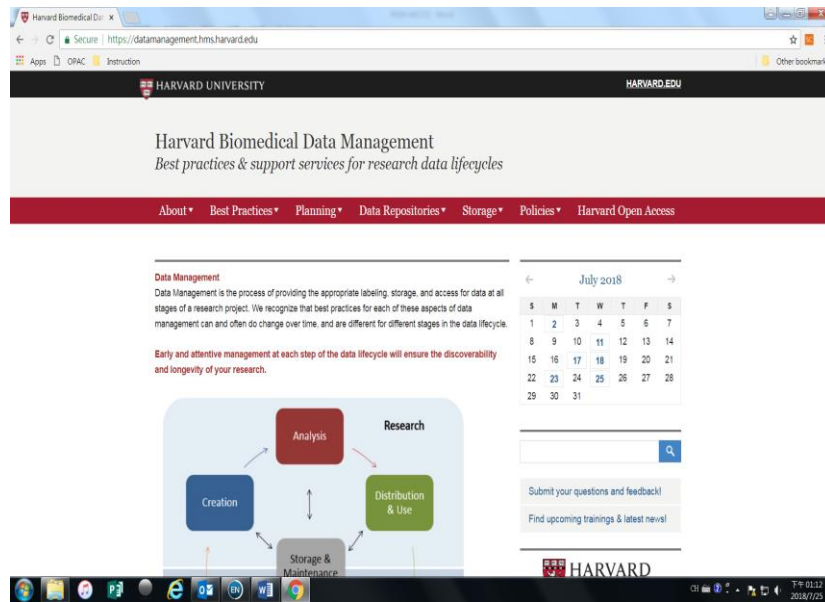 Harvard Biomedical Da
Secure | https://datamanagement.hms.harvard.edu
Apps OPAC Instruction Other bookmark
HARVARD UNIVERSITY HARVARD.EDU
Harvard Biomedical Data Management
Best practices & support services for research data lifecycles
About Best Practices Planning Data Repositories Storage Policies Harvard Open Access
Data Management
Data Management is the process of providing the appropriate labeling, storage, and access for data at all
stages of a research project. We recognize that best practices for each of these aspects of data
management can and often do change over time, and are different for different stages in the data lifecycle.
Early and attentive management at each step of the data lifecycle will ensure the discoverability
and longevity of your research.
Research
Analysis
Creation
Distribution
& Use
Storage &
Maintenance
July 2018
S M T W T F S
1 2 3 4 5 6 7
8 9 10 11 12 13 14
15 16 17 18 19 20 21
22 23 24 25 26 27 28
29 30 31
Submit your questions and feedback!
Find upcoming trainings & latest news!
HARVARD
CH 下午 01:12
2018/7/25